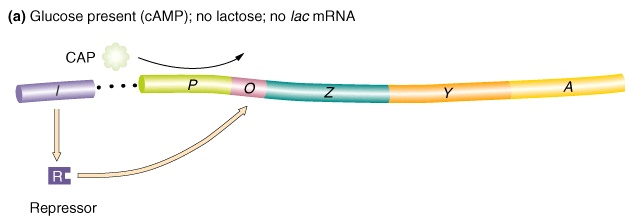 (a) Glucose present (cAMP); no lactose; no lac mRNA
CAP
I
P
O
Z
Y
A
R
Repressor